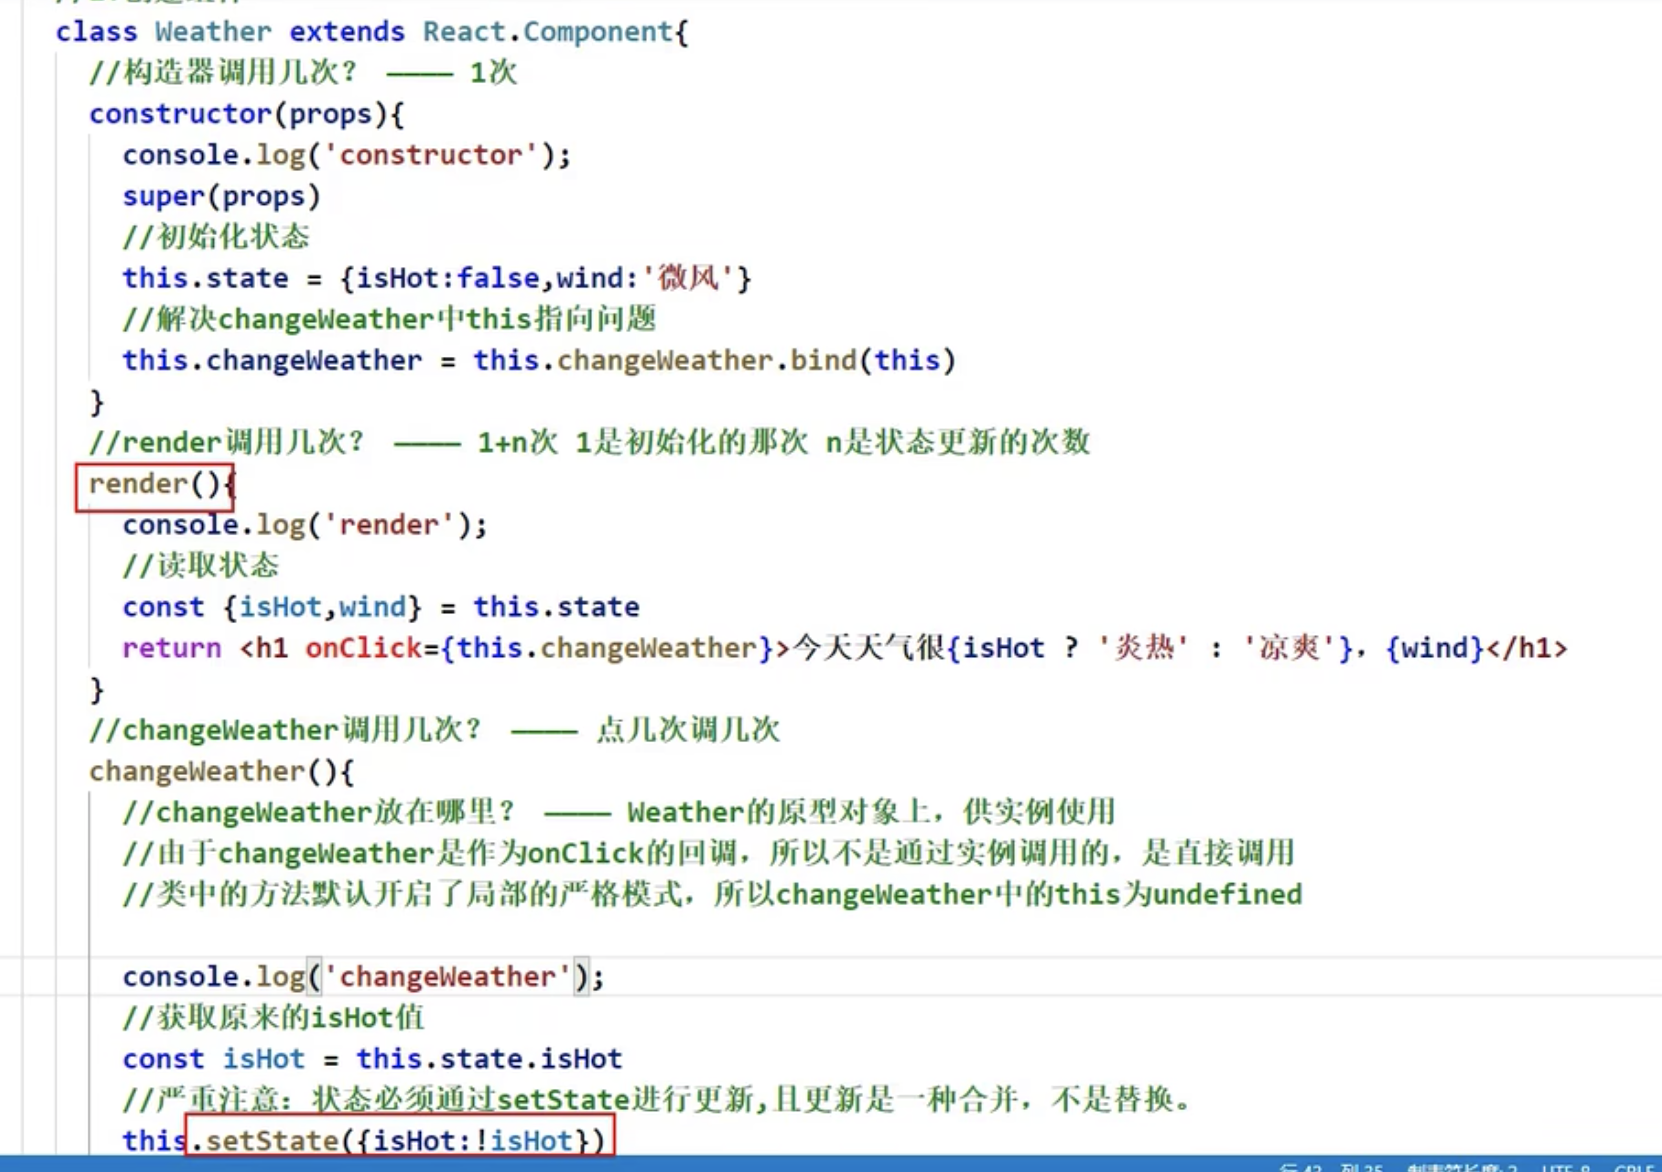 class Weather extends React.Component{
//构造器调用几次？ ———— 1次
constructor(props){
console.log('constructor');
super(props)
//初始化状态
this.state = {isHot:false,wind:'微风'}
//解决changeWeather中this指向问题
this.changeWeather = this.changeWeather.bind(this)
}
//render调用几次？ ———— 1+n次 1是初始化的那次 n是状态更新的次数
render(){
console.log('render');
//读取状态
const {isHot,wind} = this.state
return <h1 onClick={this.changeWeather}>今天天气很{isHot ? '炎热' : '凉爽'}，{wind}</h1>
}
//changeWeather调用几次？ ———— 点几次调几次
changeWeather(){
//changeWeather放在哪里？ ———— Weather的原型对象上，供实例使用
//由于changeWeather是作为onClick的回调，所以不是通过实例调用的，是直接调用
//类中的方法默认开启了局部的严格模式，所以changeWeather中的this为undefined
console.log('changeWeather');
//获取原来的isHot值
const isHot = this.state.isHot
//严重注意：状态必须通过setState进行更新,且更新是一种合并，不是替换。
this.setState({isHot:!isHot})